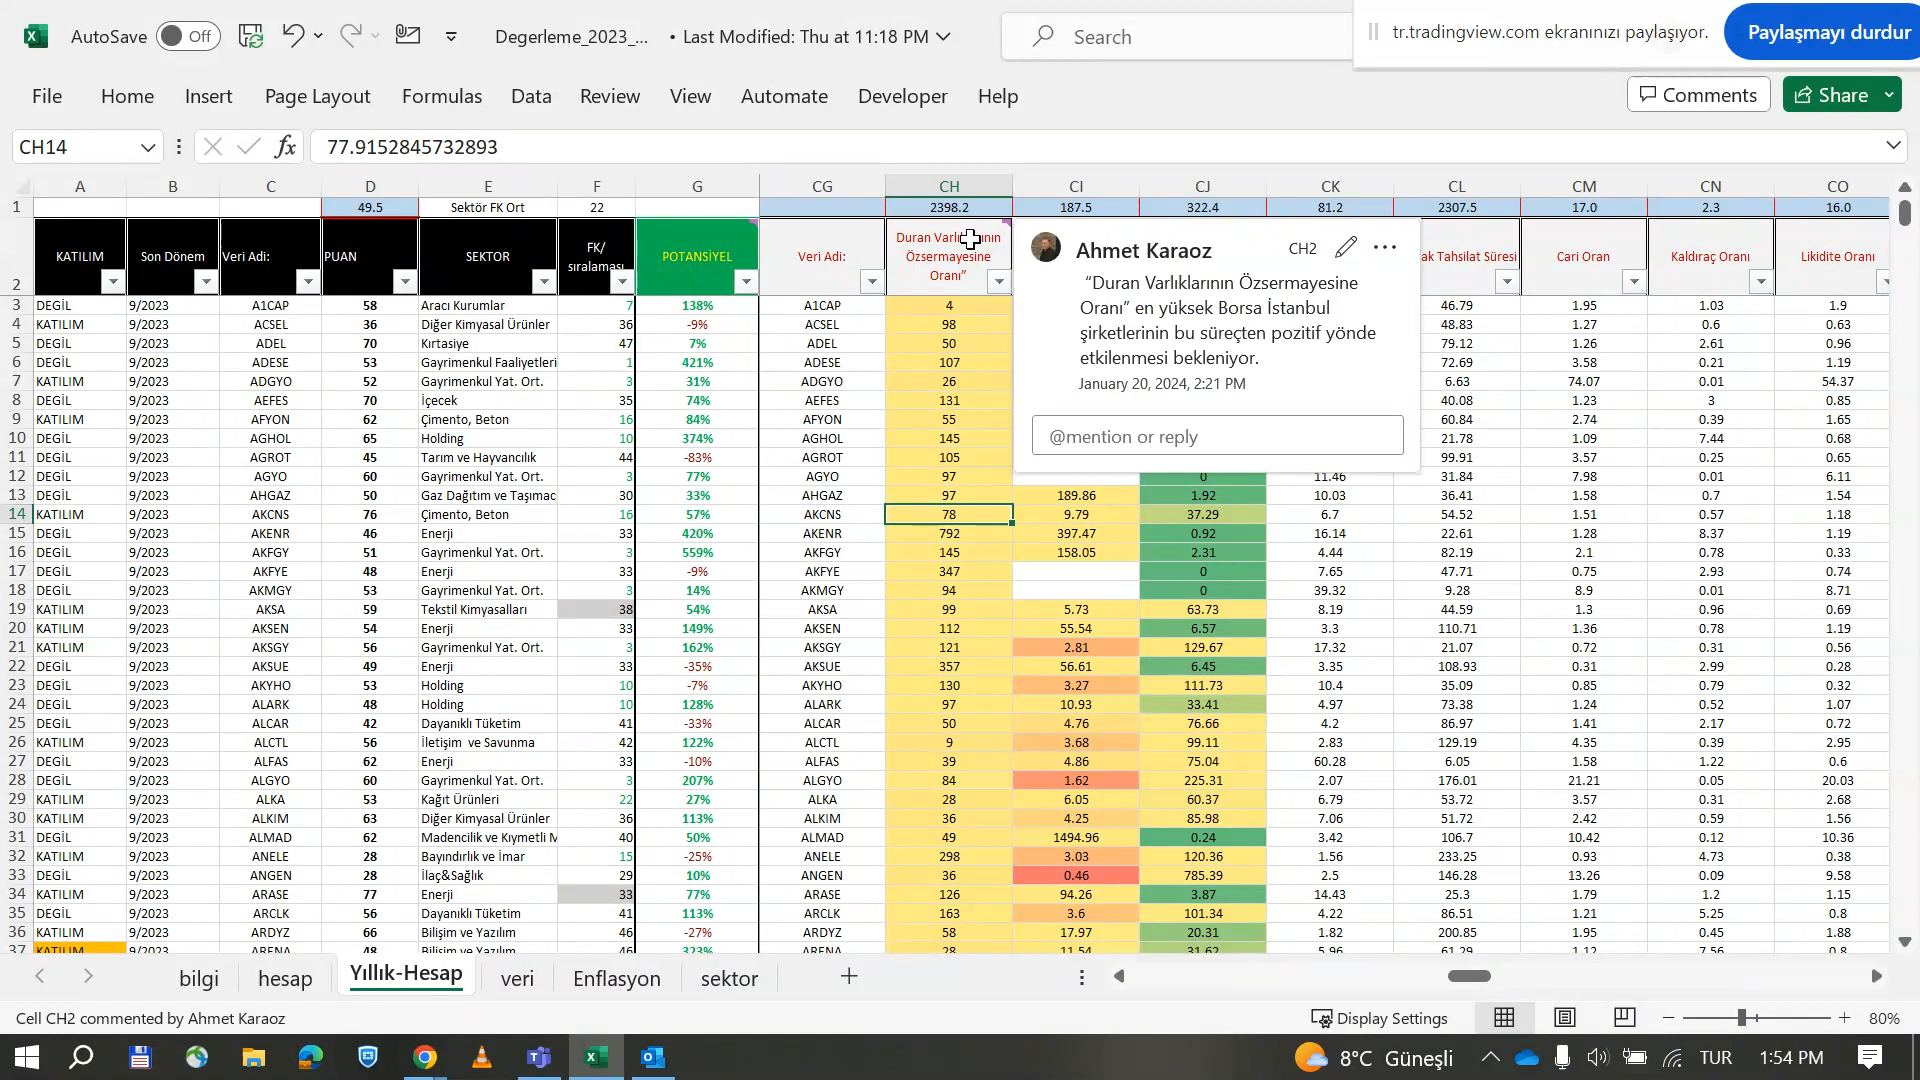 AutoSave Off Degerleme_2023_... • Last Modified: Thu at 11:18 PM Search tr.tradingview.com ekranınızı paylaşıyor. Paylaşmayı durdur
File Home Insert Page Layout Formulas Data Review View Automate Developer Help Comments Share
CH14 fx 77.9152845732893
A B C D E F G CG CH CI CJ CK CL CM CN CO
1 49.5 Sektör FK Ort 22 2398.2 187.5 322.4 81.2 2307.5 17.0 2.3 16.0
2 KATILIM Son Dönem Veri Adi: PUAN SEKTOR FK/ sıralaması POTANSİYEL Veri Adi: Duran Özsermayesine Oranı” ak Tahsilat Süresi Cari Oran Kaldıraç Oranı Likidite Oranı
Ahmet Karaoz CH2
“Duran Varlıklarının Özsermayesine
Oranı” en yüksek Borsa İstanbul
şirketlerinin bu süreçten pozitif yönde
etkilenmesi bekleniyor.
January 20, 2024, 2:21 PM
@mention or reply
3 DEGİL 9/2023 A1CAP 58 Aracı Kurumlar 7 138% A1CAP 4 46.79 1.95 1.03 1.9
4 KATILIM 9/2023 ACSEL 36 Diğer Kimyasal Ürünler 36 -9% ACSEL 98 48.83 1.27 0.6 0.63
5 DEGİL 9/2023 ADEL 70 Kırtasiye 47 7% ADEL 50 79.12 1.26 2.61 0.96
6 DEGİL 9/2023 ADESE 53 Gayrimenkul Faaliyetleri 1 421% ADESE 107 72.69 3.58 0.21 1.19
7 KATILIM 9/2023 ADGYO 52 Gayrimenkul Yat. Ort. 3 31% ADGYO 26 6.63 74.07 0.01 54.37
8 DEGİL 9/2023 AEFES 70 İçecek 35 74% AEFES 131 40.08 1.23 3 0.85
9 KATILIM 9/2023 AFYON 62 Çimento, Beton 16 84% AFYON 55 60.84 2.74 0.39 1.65
10 DEGİL 9/2023 AGHOL 65 Holding 10 374% AGHOL 145 21.78 1.09 7.44 0.68
11 DEGİL 9/2023 AGROT 45 Tarım ve Hayvancılık 44 -83% AGROT 105 99.91 3.57 0.25 0.65
12 DEGİL 9/2023 AGYO 60 Gayrimenkul Yat. Ort. 3 77% AGYO 97 0 11.46 31.84 7.98 0.01 6.11
13 DEGİL 9/2023 AHGAZ 50 Gaz Dağıtım ve Taşımac 30 33% AHGAZ 97 189.86 1.92 10.03 36.41 1.58 0.7 1.54
14 KATILIM 9/2023 AKCNS 76 Çimento, Beton 16 57% AKCNS 78 9.79 37.29 6.7 54.52 1.51 0.57 1.18
15 DEGİL 9/2023 AKENR 46 Enerji 33 420% AKENR 792 397.47 0.92 16.14 22.61 1.28 8.37 1.19
16 DEGİL 9/2023 AKFGY 51 Gayrimenkul Yat. Ort. 3 559% AKFGY 145 158.05 2.31 4.44 82.19 2.1 0.78 0.33
17 DEGİL 9/2023 AKFYE 48 Enerji 33 -9% AKFYE 347 0 7.65 47.71 0.75 2.93 0.74
18 DEGİL 9/2023 AKMGY 53 Gayrimenkul Yat. Ort. 3 14% AKMGY 94 0 39.32 9.28 8.9 0.01 8.71
19 KATILIM 9/2023 AKSA 59 Tekstil Kimyasalları 38 54% AKSA 99 5.73 63.73 8.19 44.59 1.3 0.96 0.69
20 KATILIM 9/2023 AKSEN 54 Enerji 33 149% AKSEN 112 55.54 6.57 3.3 110.71 1.36 0.78 1.19
21 KATILIM 9/2023 AKSGY 56 Gayrimenkul Yat. Ort. 3 162% AKSGY 121 2.81 129.67 17.32 21.07 0.72 0.31 0.56
22 DEGİL 9/2023 AKSUE 49 Enerji 33 -35% AKSUE 357 56.61 6.45 3.35 108.93 0.31 2.99 0.28
23 DEGİL 9/2023 AKYHO 53 Holding 10 -7% AKYHO 130 3.27 111.73 10.4 35.09 0.85 0.79 0.32
24 DEGİL 9/2023 ALARK 48 Holding 10 128% ALARK 97 10.93 33.41 4.97 73.38 1.24 0.52 1.07
25 DEGİL 9/2023 ALCAR 42 Dayanıklı Tüketim 41 -33% ALCAR 50 4.76 76.66 4.2 86.97 1.41 2.17 0.72
26 KATILIM 9/2023 ALCTL 56 İletişim ve Savunma 42 122% ALCTL 9 3.68 99.11 2.83 129.19 4.35 0.39 2.95
27 DEGİL 9/2023 ALFAS 62 Enerji 33 -10% ALFAS 39 4.86 75.04 60.28 6.05 1.58 1.22 0.6
28 DEGİL 9/2023 ALGYO 60 Gayrimenkul Yat. Ort. 3 207% ALGYO 84 1.62 225.31 2.07 176.01 21.21 0.05 20.03
29 KATILIM 9/2023 ALKA 53 Kağıt Ürünleri 22 27% ALKA 28 6.05 60.37 6.79 53.72 3.57 0.31 2.68
30 KATILIM 9/2023 ALKIM 63 Diğer Kimyasal Ürünler 36 113% ALKIM 36 4.25 85.98 7.06 51.72 2.42 0.59 1.56
31 DEGİL 9/2023 ALMAD 62 Madencilik ve Kıymetli M 40 50% ALMAD 49 1494.96 0.24 3.42 106.7 10.42 0.12 10.36
32 KATILIM 9/2023 ANELE 28 Bayındırlık ve İmar 15 -25% ANELE 298 3.03 120.36 1.56 233.25 0.93 4.73 0.38
33 DEGİL 9/2023 ANGEN 28 İlaç&Sağlık 29 10% ANGEN 36 0.46 785.39 2.5 146.28 13.26 0.09 9.58
34 KATILIM 9/2023 ARASE 77 Enerji 33 77% ARASE 126 94.26 3.87 14.43 25.3 1.79 1.2 1.15
35 DEGİL 9/2023 ARCLK 56 Dayanıklı Tüketim 41 113% ARCLK 163 3.6 101.34 4.22 86.51 1.21 5.25 0.8
36 KATILIM 9/2023 ARDYZ 66 Bilişim ve Yazılım 46 -27% ARDYZ 58 17.97 20.31 1.82 200.85 1.95 0.45 1.88
37 KATILIM 9/2023 ARENA 48 Bilişim ve Yazılım 46 323% ARENA 28 11.54 31.62 5.96 61.29 1.12 7.56 0.8
bilgi hesap Yıllık-Hesap veri Enflasyon sektor
Cell CH2 commented by Ahmet Karaoz Display Settings 80%
8°C Güneşli TUR 1:54 PM